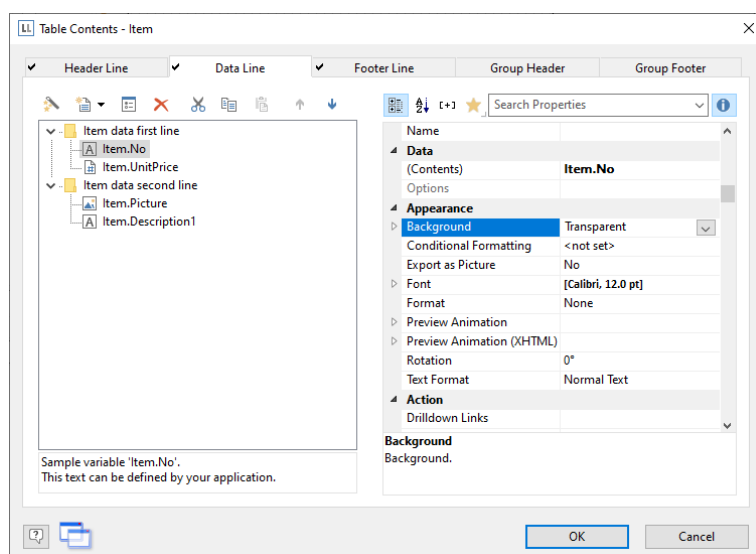 LL Table Contents - Item
Header Line
Data Line
Footer Line
Group Header
Group Footer
Search Properties
Item data first line
A Item.No
Item.UnitPrice
Item data second line
Item.Picture
A Item.Description1
Sample variable 'Item.No'.
This text can be defined by your application.
Name
Data
(Contents) Item.No
Options
Appearance
Background Transparent
Conditional Formatting <not set>
Export as Picture No
Font [Calibri, 12.0 pt]
Format None
Preview Animation
Preview Animation (XHTML)
Rotation 0°
Text Format Normal Text
Action
Drilldown Links
Background
Background.
OK
Cancel